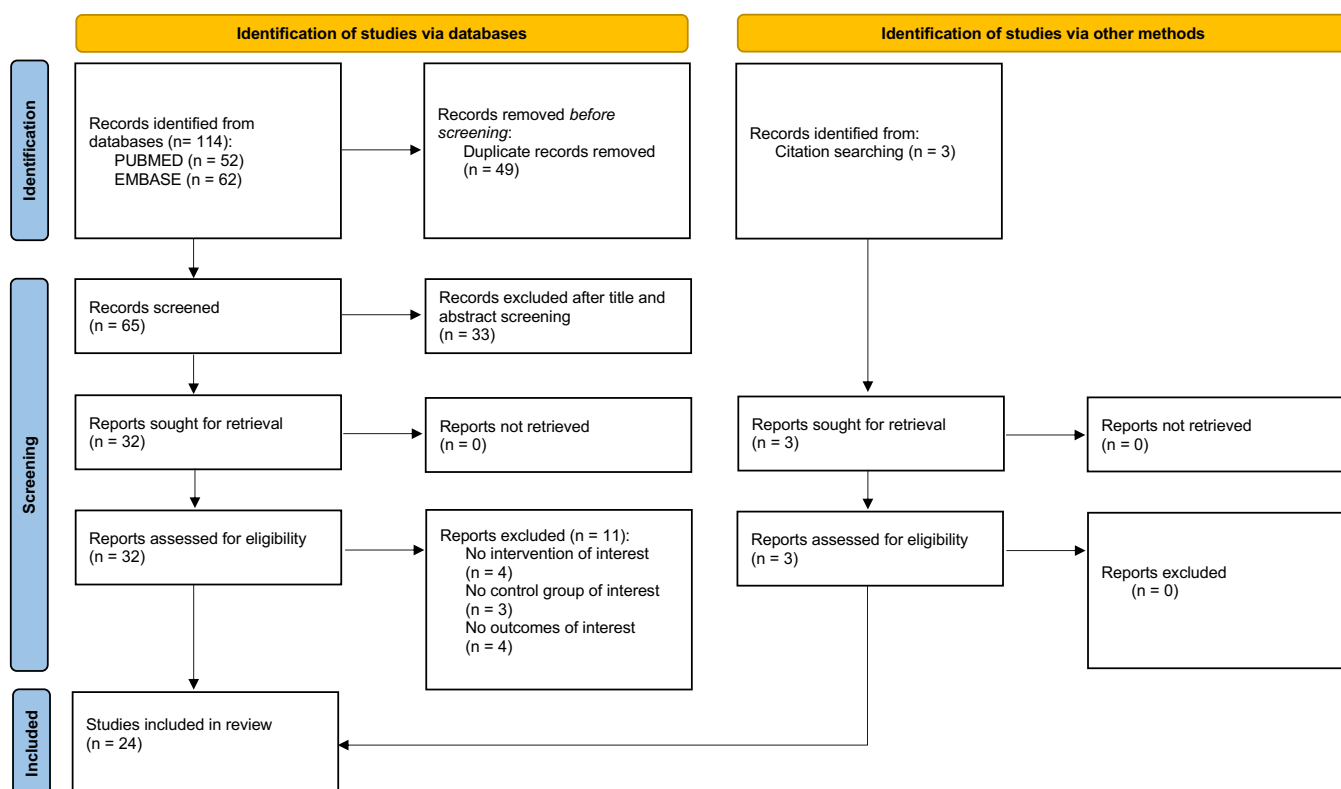 Identification of studies via databases
Identification of studies via other methods
Identification
Records identified from
databases (n= 114):
PUBMED (n = 52)
EMBASE (n = 62)
Records removed before
screening:
Duplicate records removed
(n = 49)
Records identified from:
Citation searching (n = 3)
Screening
Records screened
(n = 65)
Records excluded after title and
abstract screening
(n = 33)
Reports sought for retrieval
(n = 32)
Reports not retrieved
(n = 0)
Reports sought for retrieval
(n = 3)
Reports not retrieved
(n = 0)
Reports assessed for eligibility
(n = 32)
Reports excluded (n = 11):
No intervention of interest
(n = 4)
No control group of interest
(n = 3)
No outcomes of interest
(n = 4)
Reports assessed for eligibility
(n = 3)
Reports excluded
(n = 0)
Included
Studies included in review
(n = 24)